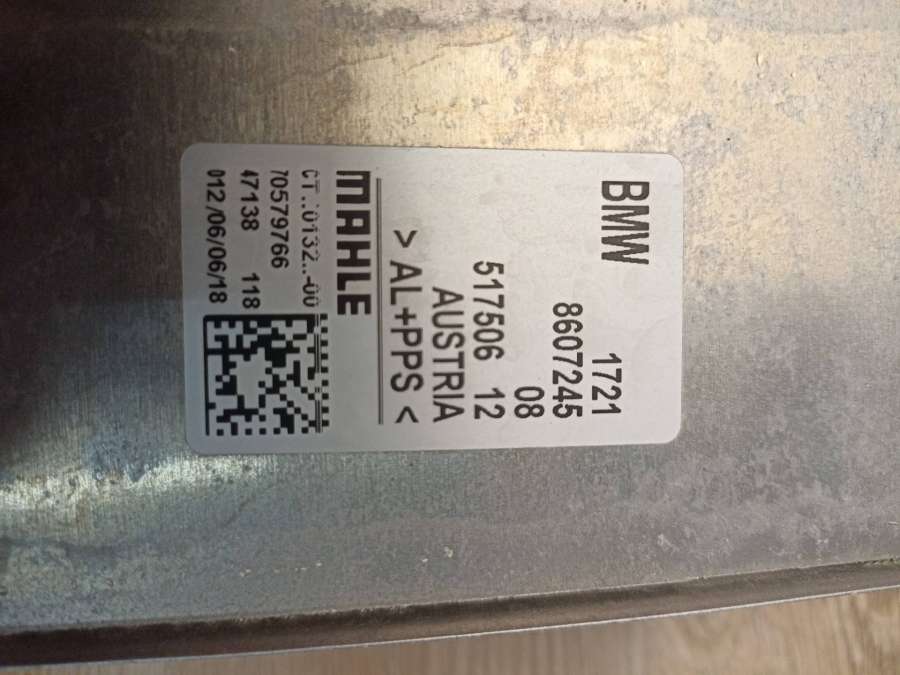 BMW
1721
8607245
08
517506 12
AUSTRIA
> AL+PPS <
MAHLE
70579766
47138 118
012/06/06/18